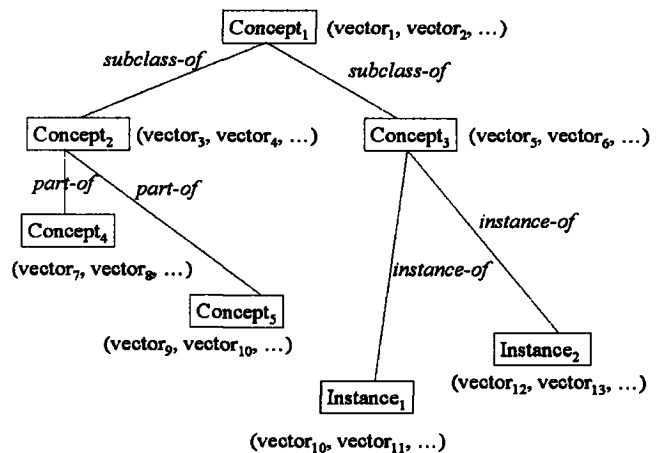 Concept₁ (vector₁, vector₂, …)
subclass-of
subclass-of
Concept₂ (vector₃, vector₄, …)
Concept₃ (vector₅, vector₆, …)
part-of
part-of
Concept₄
(vector₇, vector₈, …)
instance-of
instance-of
Concept₅
(vector₉, vector₁₀, …)
Instance₂
(vector₁₂, vector₁₃, …)
Instance₁
(vector₁₀, vector₁₁, …)